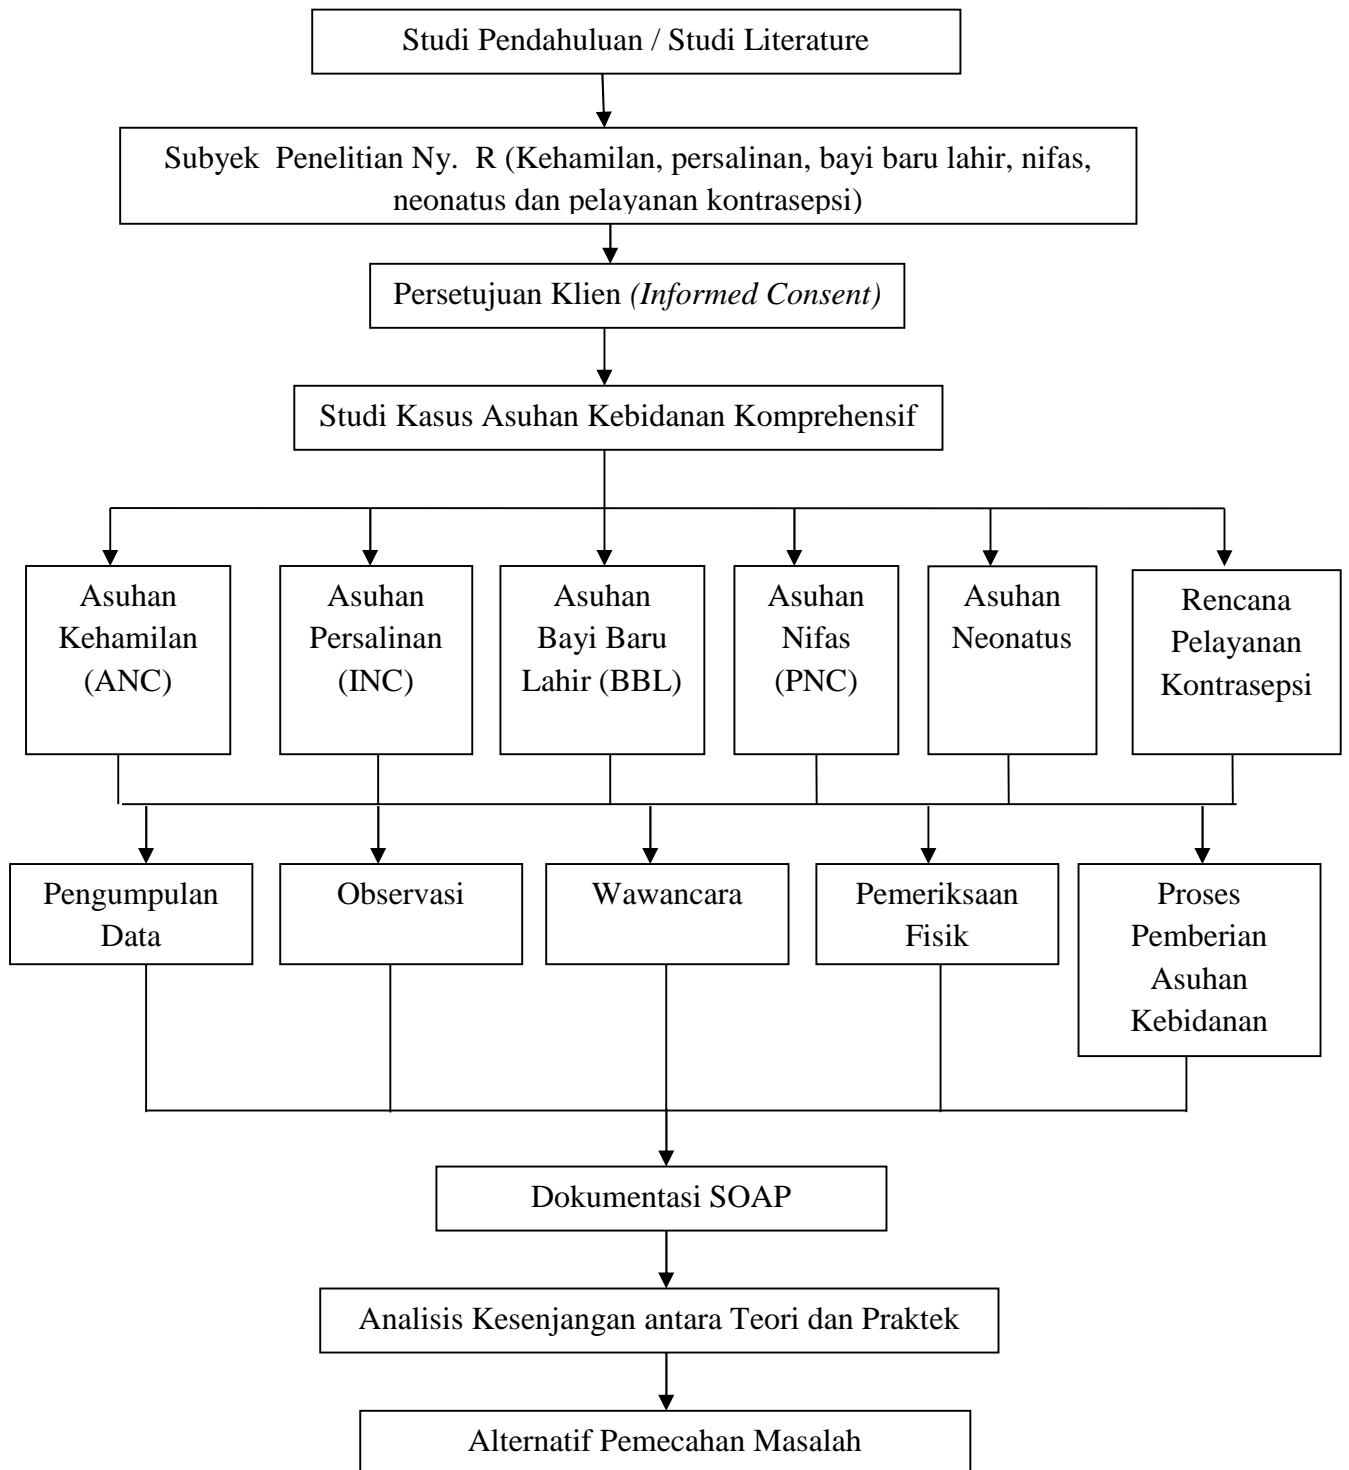 Studi Pendahuluan / Studi Literature
Subyek Penelitian Ny. R (Kehamilan, persalinan, bayi baru lahir, nifas,
neonatus dan pelayanan kontrasepsi)
Persetujuan Klien (Informed Consent)
Studi Kasus Asuhan Kebidanan Komprehensif
Asuhan
Kehamilan
(ANC)
Asuhan
Persalinan
(INC)
Asuhan
Bayi Baru
Lahir (BBL)
Asuhan
Nifas
(PNC)
Asuhan
Neonatus
Rencana
Pelayanan
Kontrasepsi
Pengumpulan
Data
Observasi
Wawancara
Pemeriksaan
Fisik
Proses
Pemberian
Asuhan
Kebidanan
Dokumentasi SOAP
Analisis Kesenjangan antara Teori dan Praktek
Alternatif Pemecahan Masalah